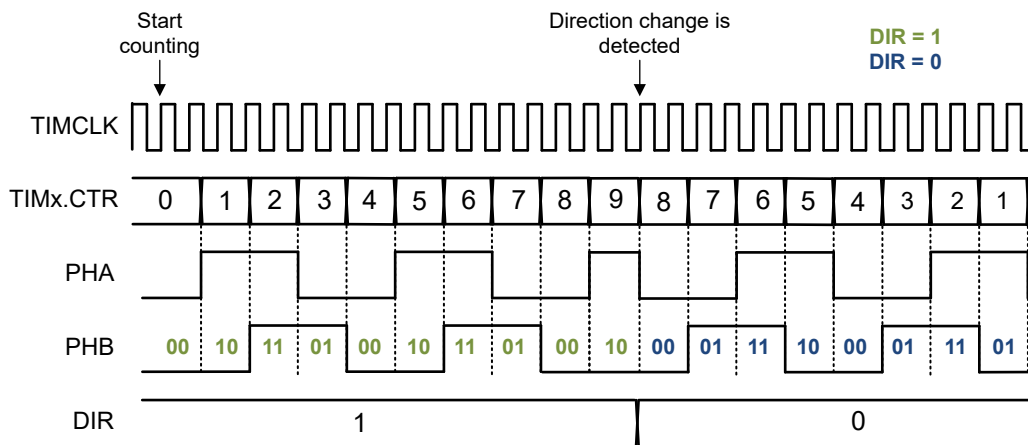 Start
counting
Direction change is
detected
DIR = 1
DIR = 0
TIMCLK
TIMx.CTR 0 1 2 3 4 5 6 7 8 9 8 7 6 5 4 3 2 1
PHA
PHB 00 10 11 01 00 10 11 01 00 10 00 01 11 10 00 01 11 01
DIR 1 0